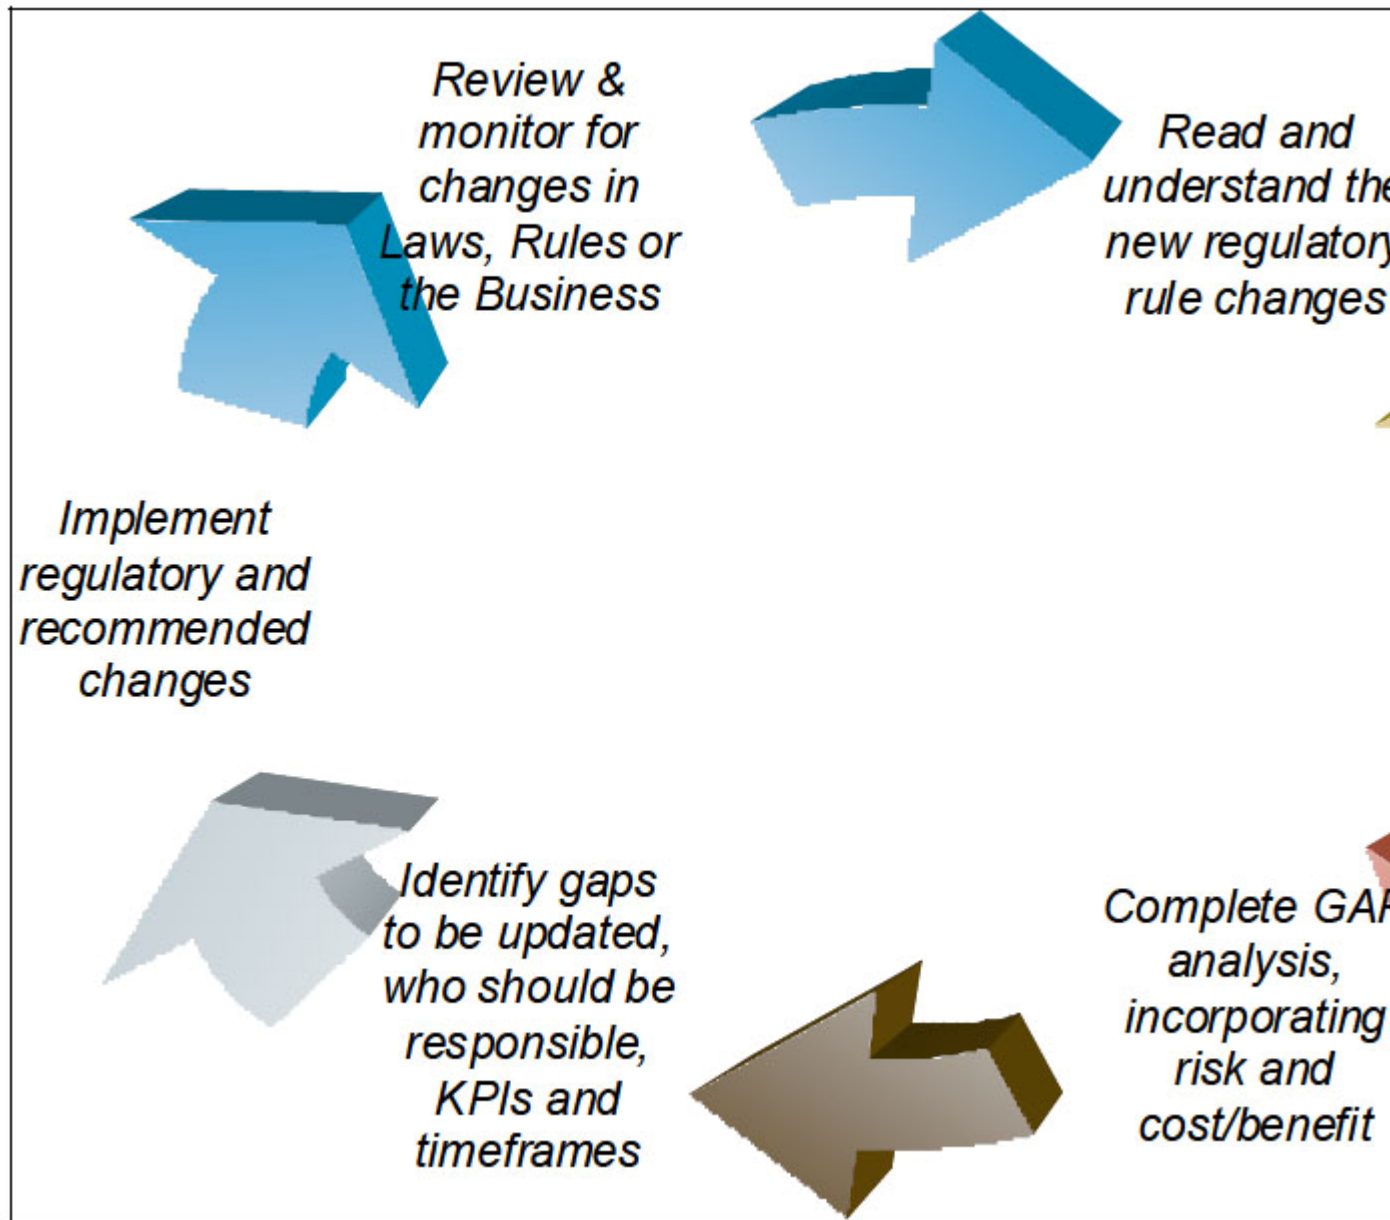 Review &
monitor for
changes in
Laws, Rules or
the Business
Read and
understand the
new regulatory
rule changes
Complete GAP
analysis,
incorporating
risk and
cost/benefit
Identify gaps
to be updated,
who should be
responsible,
KPIs and
timeframes
Implement
regulatory and
recommended
changes